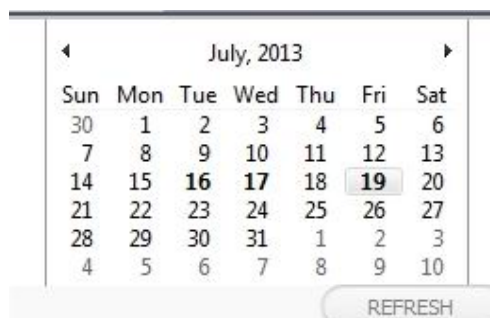 July, 2013
Sun Mon Tue Wed Thu Fri Sat
30 1 2 3 4 5 6
7 8 9 10 11 12 13
14 15 16 17 18 19 20
21 22 23 24 25 26 27
28 29 30 31 1 2 3
4 5 6 7 8 9 10
REFRESH